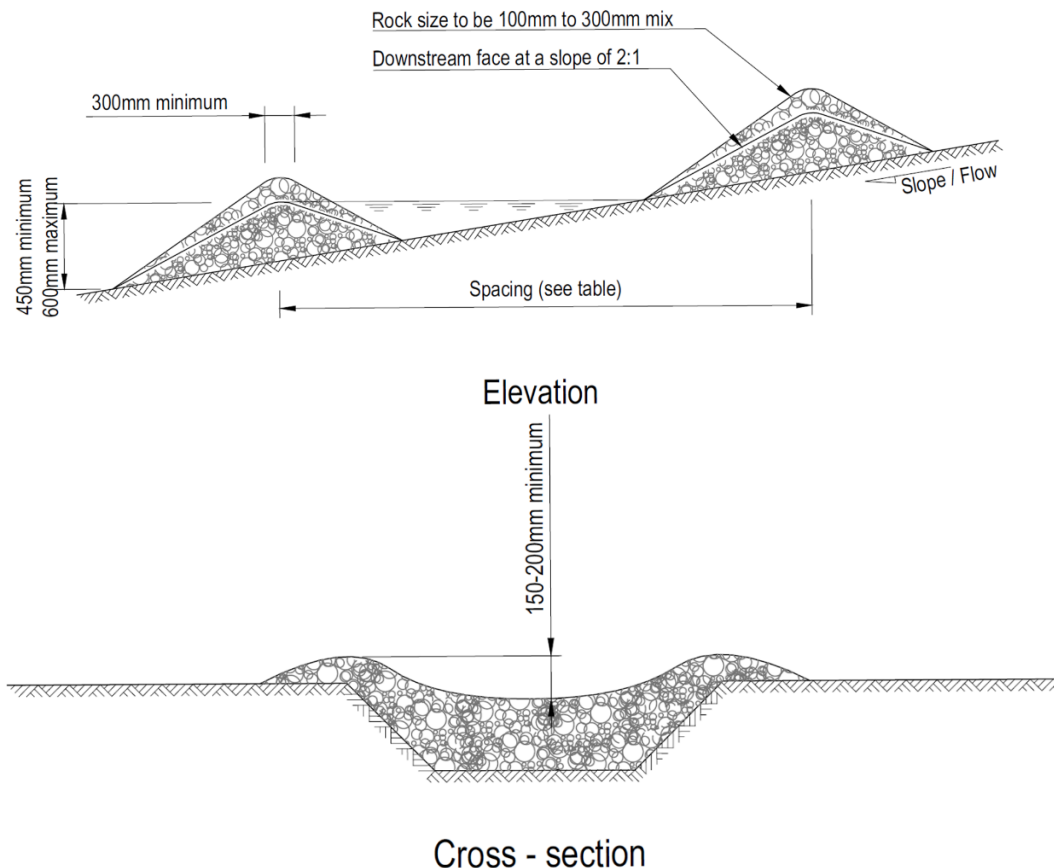 Rock size to be 100mm to 300mm mix
Downstream face at a slope of 2:1
300mm minimum
Slope / Flow
450mm minimum
600mm maximum
Spacing (see table)
Elevation
150-200mm minimum
Cross - section